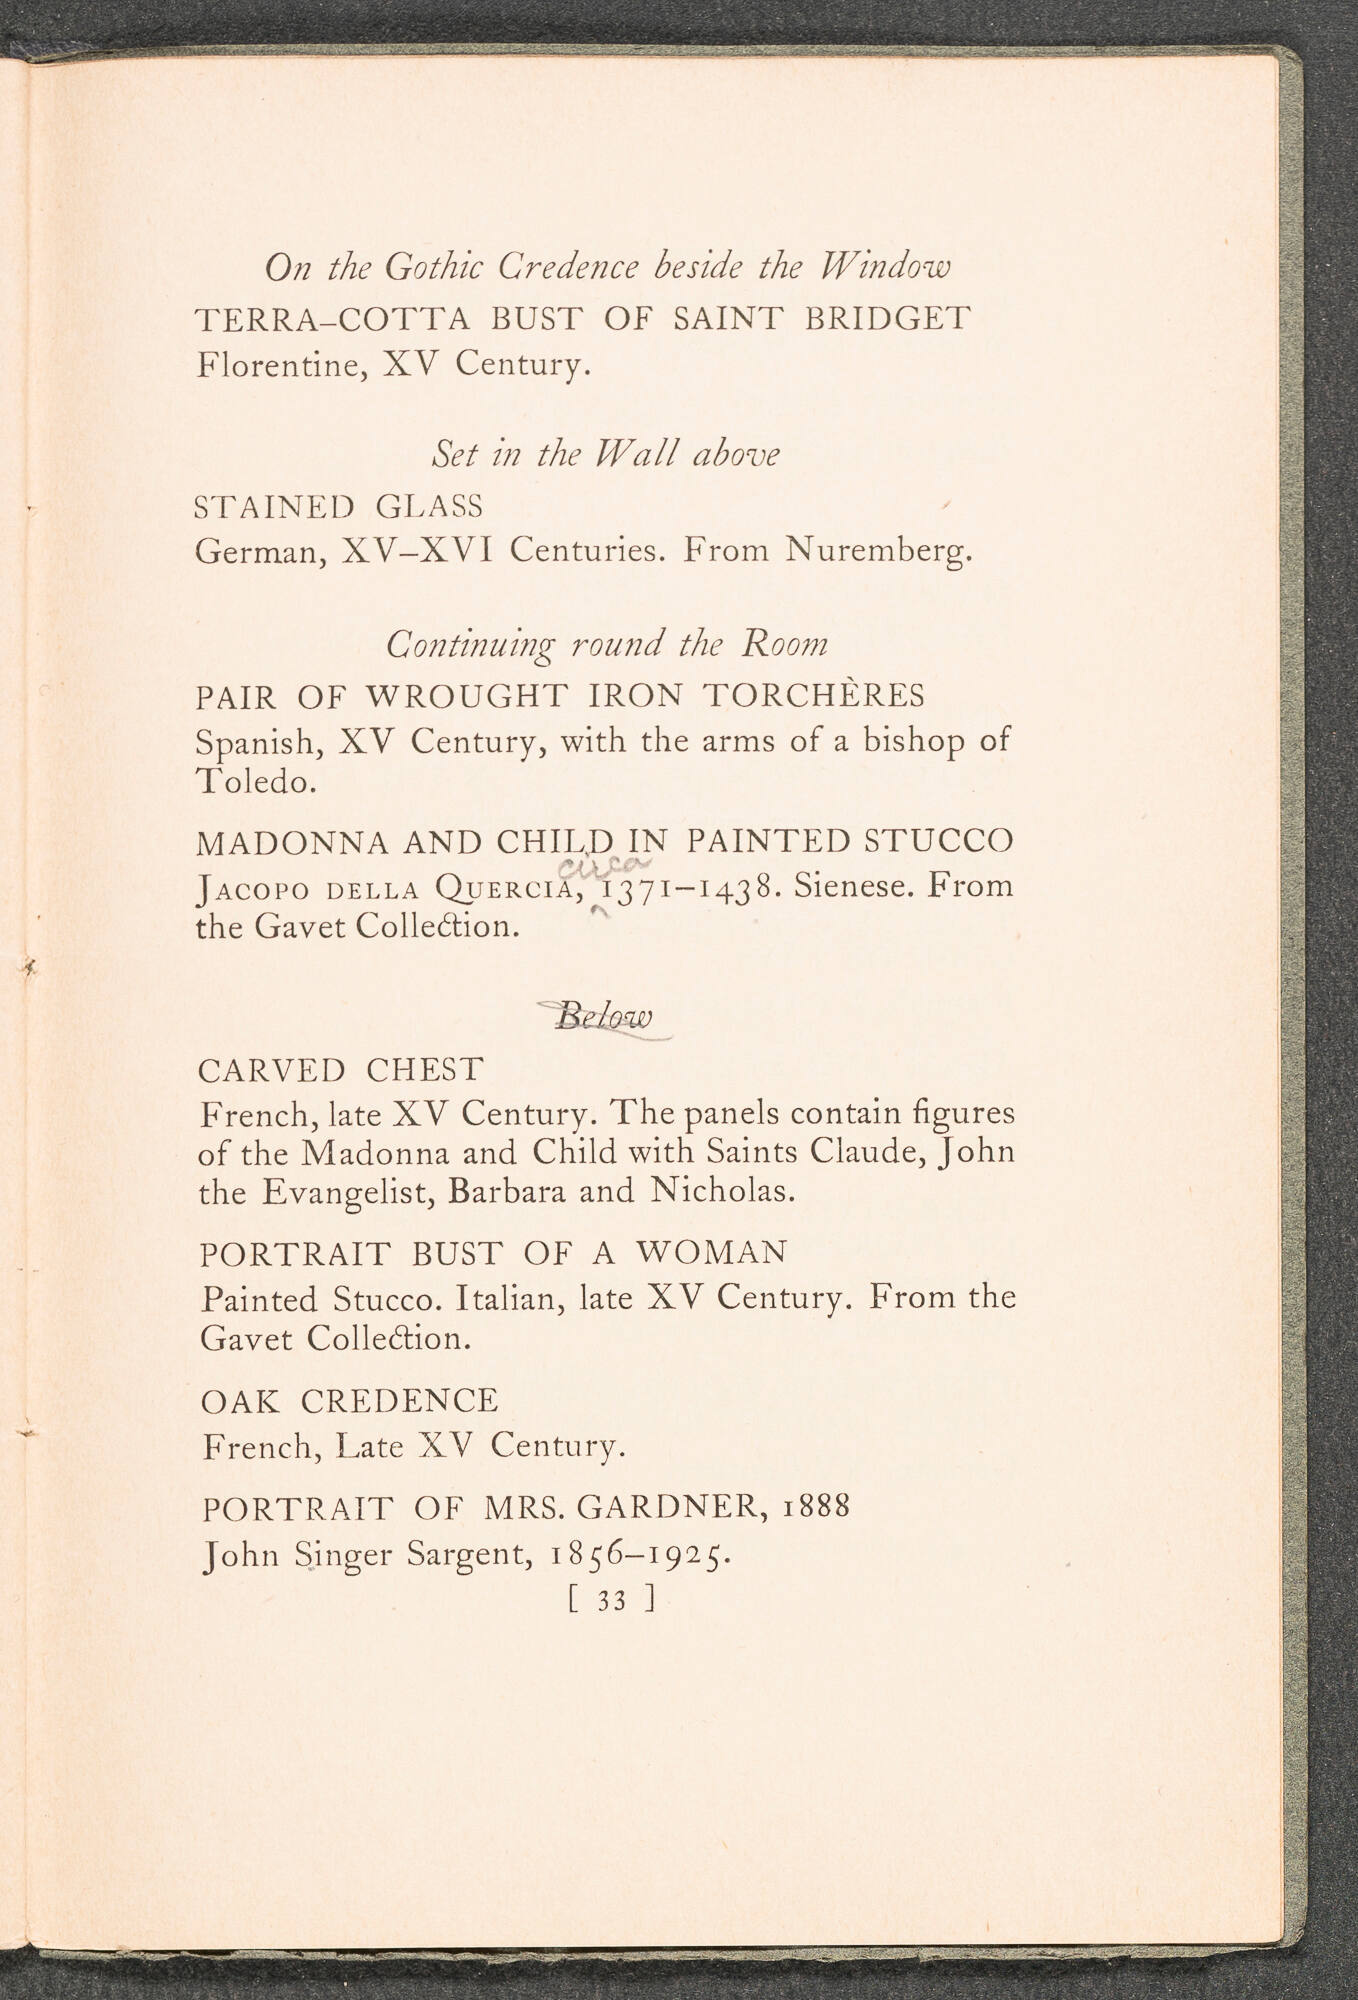 On the Gothic Credence beside the Window
TERRA–COTTA BUST OF SAINT BRIDGET
Florentine, XV Century.
Set in the Wall above
STAINED GLASS
German, XV–XVI Centuries. From Nuremberg.
Continuing round the Room
PAIR OF WROUGHT IRON TORCHÈRES
Spanish, XV Century, with the arms of a bishop of
Toledo.
MADONNA AND CHILD IN PAINTED STUCCO
circa
JACOPO DELLA QUERCIA, 1371–1438. Sienese. From
the Gavet Collection.
Below
CARVED CHEST
French, late XV Century. The panels contain figures
of the Madonna and Child with Saints Claude, John
the Evangelist, Barbara and Nicholas.
PORTRAIT BUST OF A WOMAN
Painted Stucco. Italian, late XV Century. From the
Gavet Collection.
OAK CREDENCE
French, Late XV Century.
PORTRAIT OF MRS. GARDNER, 1888
John Singer Sargent, 1856–1925.
[ 33 ]